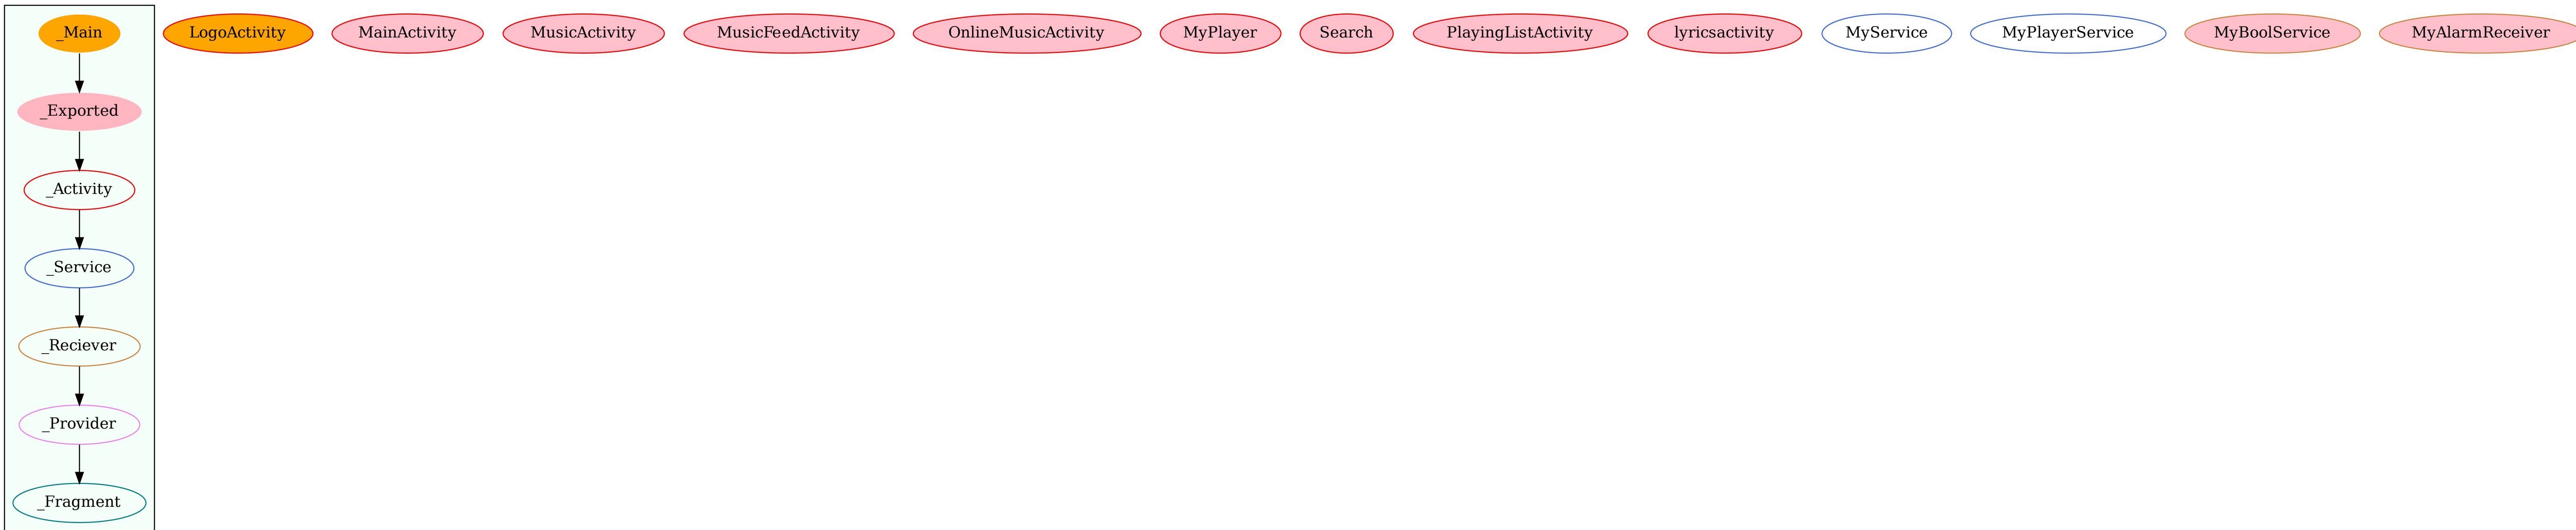 _Main
_Exported
_Activity
_Service
_Reciever
_Provider
_Fragment
LogoActivity
MainActivity
MusicActivity
MusicFeedActivity
OnlineMusicActivity
MyPlayer
Search
PlayingListActivity
lyricsactivity
MyService
MyPlayerService
MyBoolService
MyAlarmReceiver